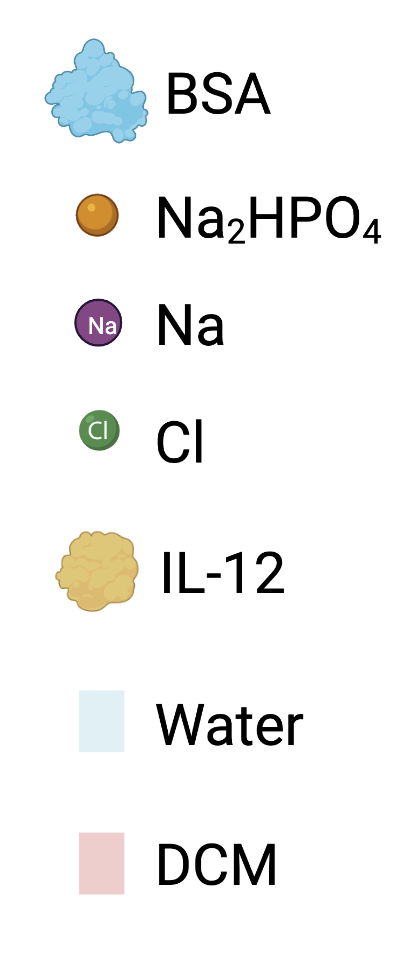 BSA
Na₂HPO₄
Na Na
Cl Cl
IL-12
Water
DCM